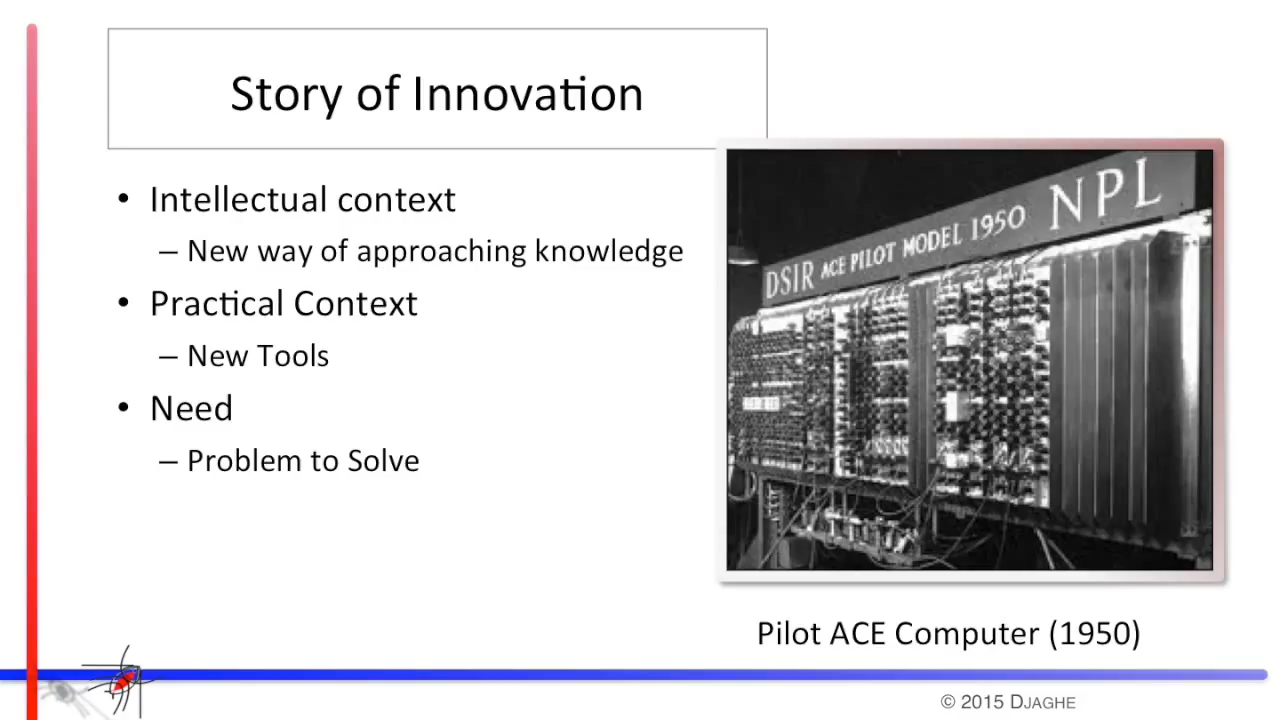 Story of Innovation
• Intellectual context
– New way of approaching knowledge
• Practical Context
– New Tools
• Need
– Problem to Solve
DSIR ACE PILOT MODEL 1950 NPL
Pilot ACE Computer (1950)
© 2015 DJAGHE